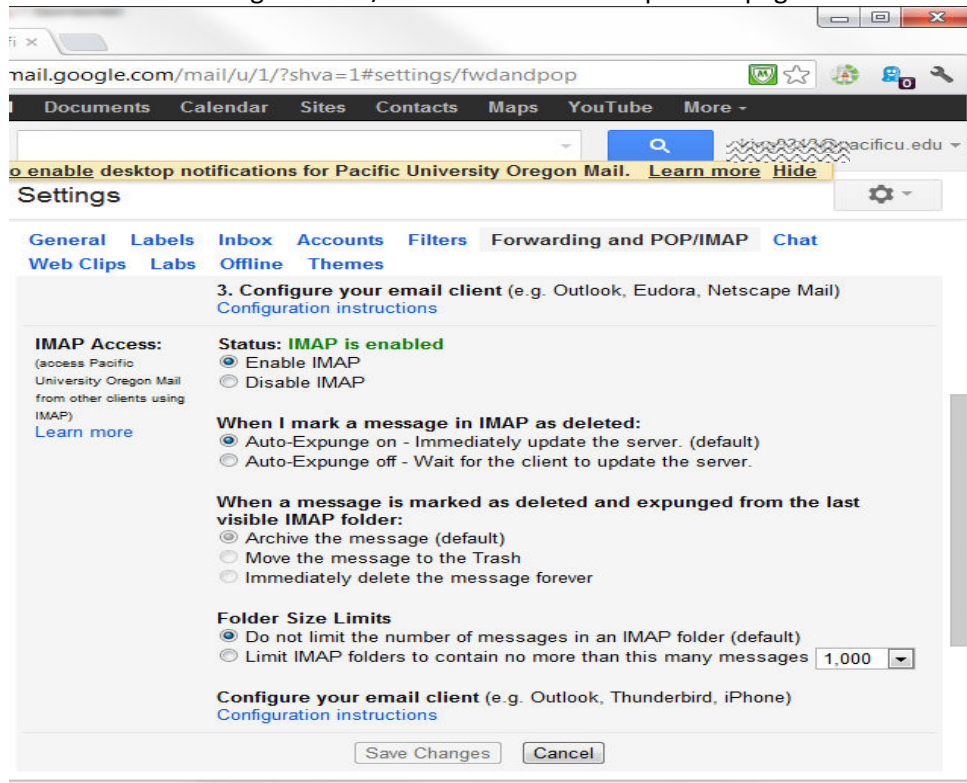 fi ×
mail.google.com/mail/u/1/?shva=1#settings/fwdandpop
Documents Calendar Sites Contacts Maps YouTube More
pacificu.edu
o enable desktop notifications for Pacific University Oregon Mail. Learn more Hide
Settings
General Labels Inbox Accounts Filters Forwarding and POP/IMAP Chat
Web Clips Labs Offline Themes
3. Configure your email client (e.g. Outlook, Eudora, Netscape Mail)
Configuration instructions
IMAP Access:
(access Pacific
University Oregon Mail
from other clients using
IMAP)
Learn more
Status: IMAP is enabled
Enable IMAP
Disable IMAP
When I mark a message in IMAP as deleted:
Auto-Expunge on - Immediately update the server. (default)
Auto-Expunge off - Wait for the client to update the server.
When a message is marked as deleted and expunged from the last
visible IMAP folder:
Archive the message (default)
Move the message to the Trash
Immediately delete the message forever
Folder Size Limits
Do not limit the number of messages in an IMAP folder (default)
Limit IMAP folders to contain no more than this many messages 1,000
Configure your email client (e.g. Outlook, Thunderbird, iPhone)
Configuration instructions
Save Changes Cancel